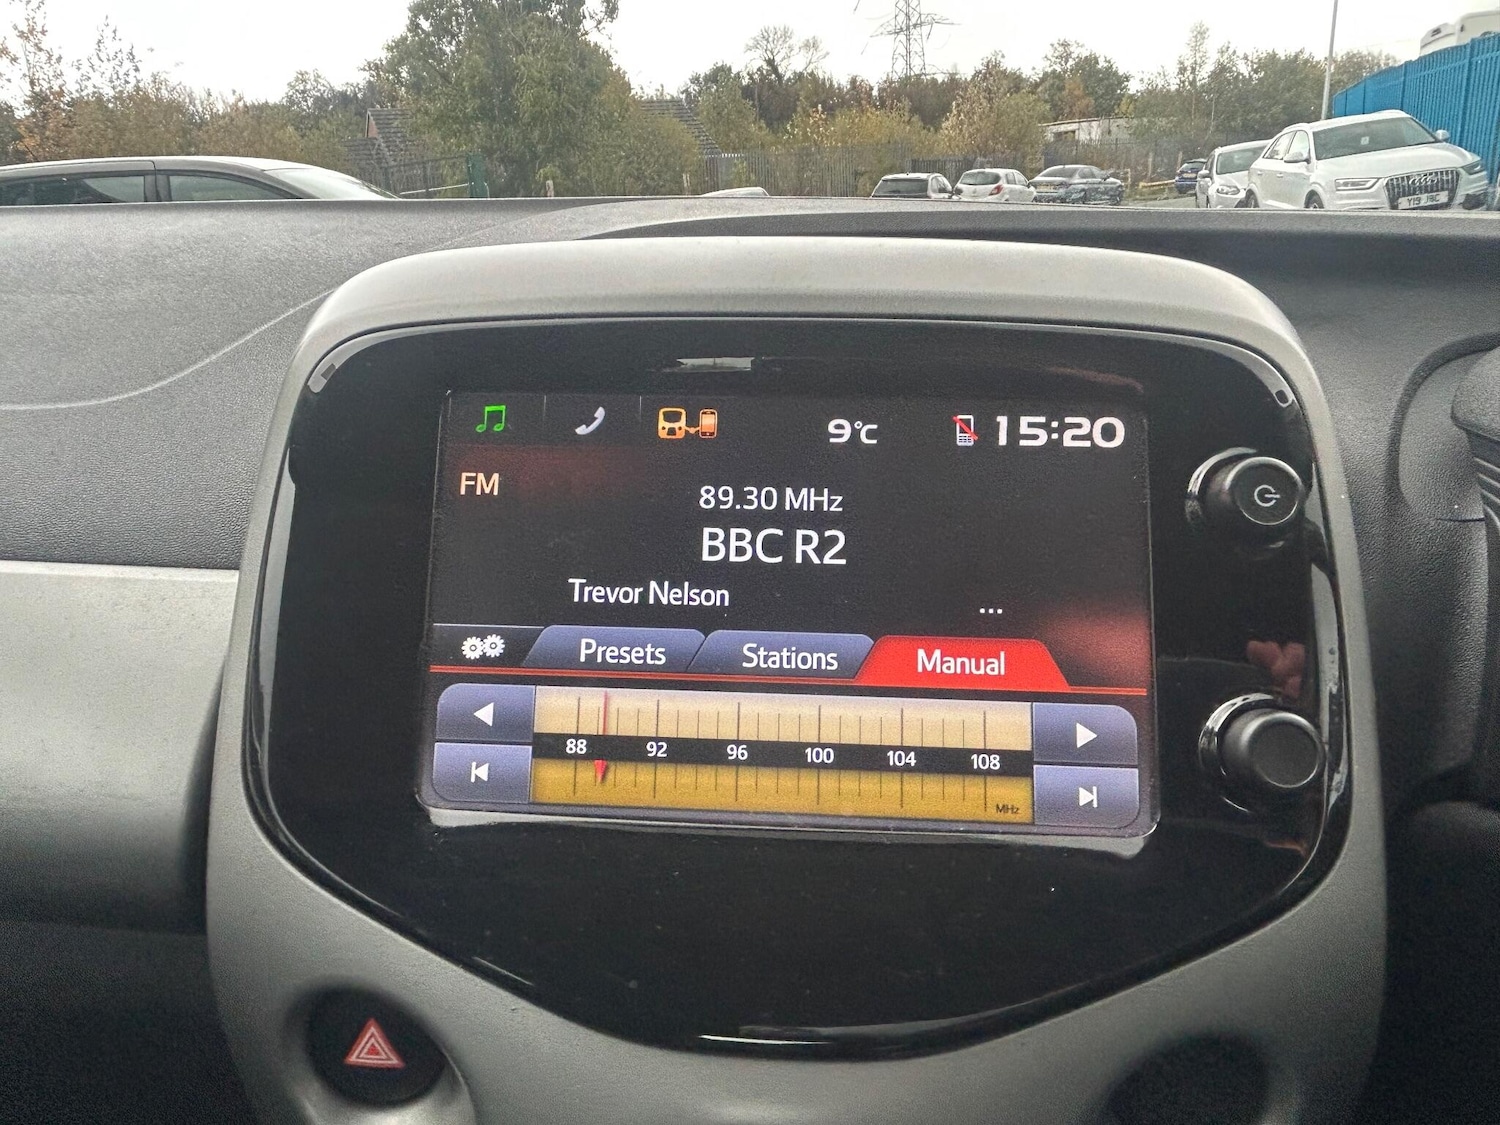 9°C 15:20
FM
89.30 MHz
BBC R2
Trevor Nelson ...
Presets Stations Manual
88 92 96 100 104 108
MHz